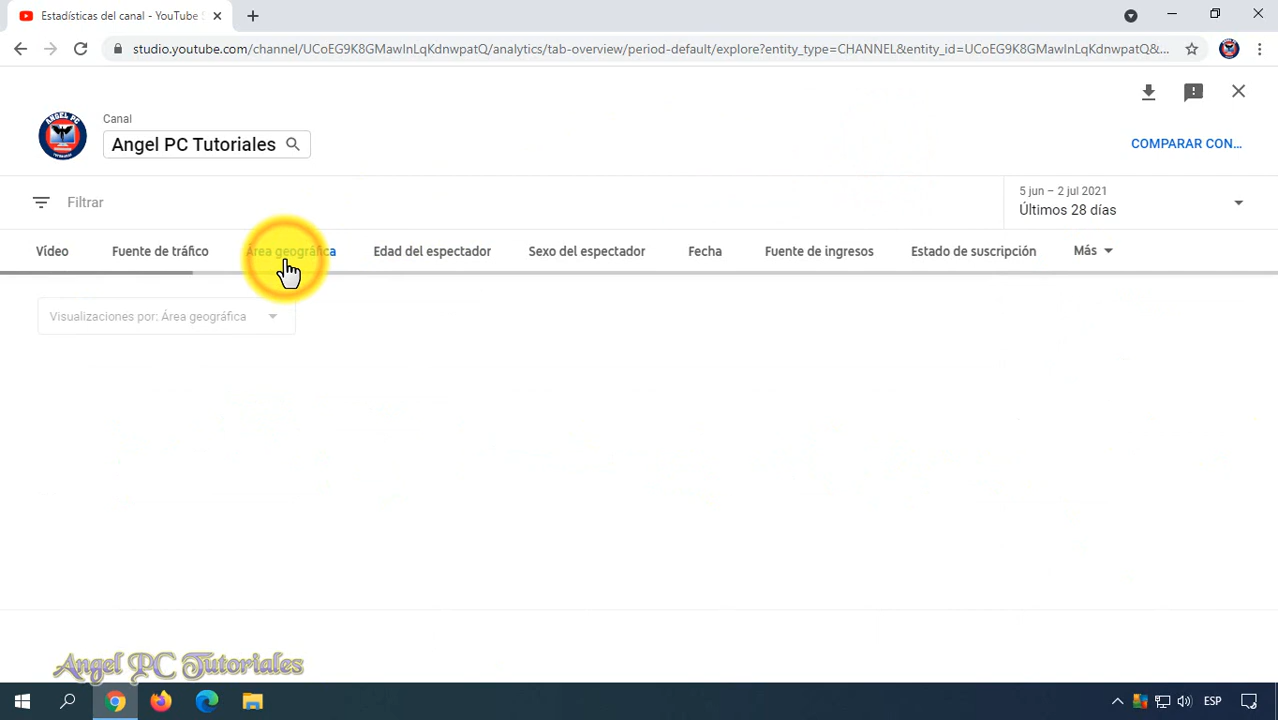 Estadísticas del canal - YouTube S
studio.youtube.com/channel/UCoEG9K8GMawInLqKdnwpatQ/analytics/tab-overview/period-default/explore?entity_type=CHANNEL&entity_id=UCoEG9K8GMawInLqKdnwpatQ&...
ANGEL PC
Canal
Angel PC Tutoriales
COMPARAR CON...
Filtrar
5 jun – 2 jul 2021
Últimos 28 días
Vídeo Fuente de tráfico Área geográfica Edad del espectador Sexo del espectador Fecha Fuente de ingresos Estado de suscripción Más
Visualizaciones por: Área geográfica
Angel PC Tutoriales
ESP